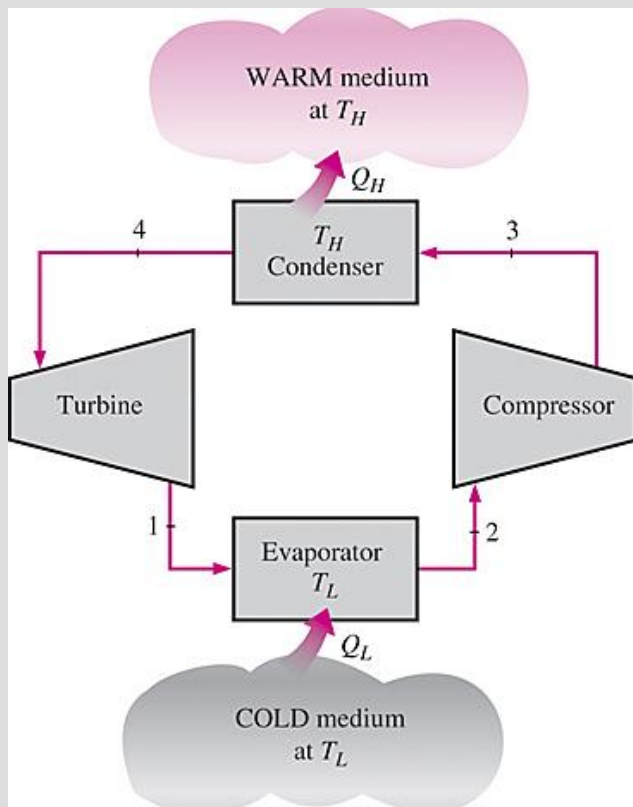 WARM medium
at T_H
Q_H
4
3
T_H
Condenser
Turbine
Compressor
1
2
Evaporator
T_L
Q_L
COLD medium
at T_L